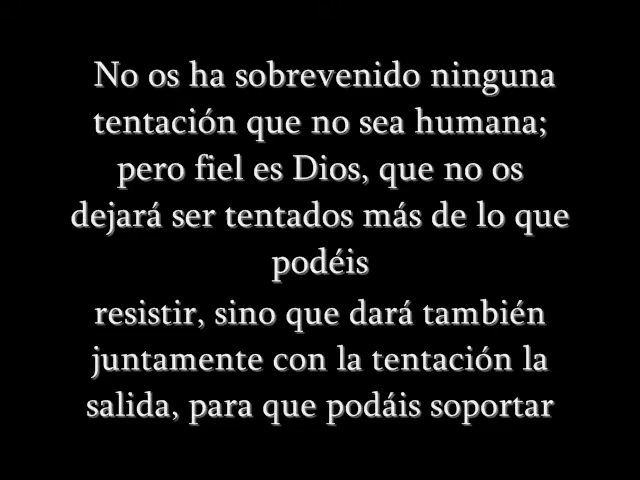 No os ha sobrevenido ninguna
tentación que no sea humana;
pero fiel es Dios, que no os
dejará ser tentados más de lo que
podéis
resistir, sino que dará también
juntamente con la tentación la
salida, para que podáis soportar